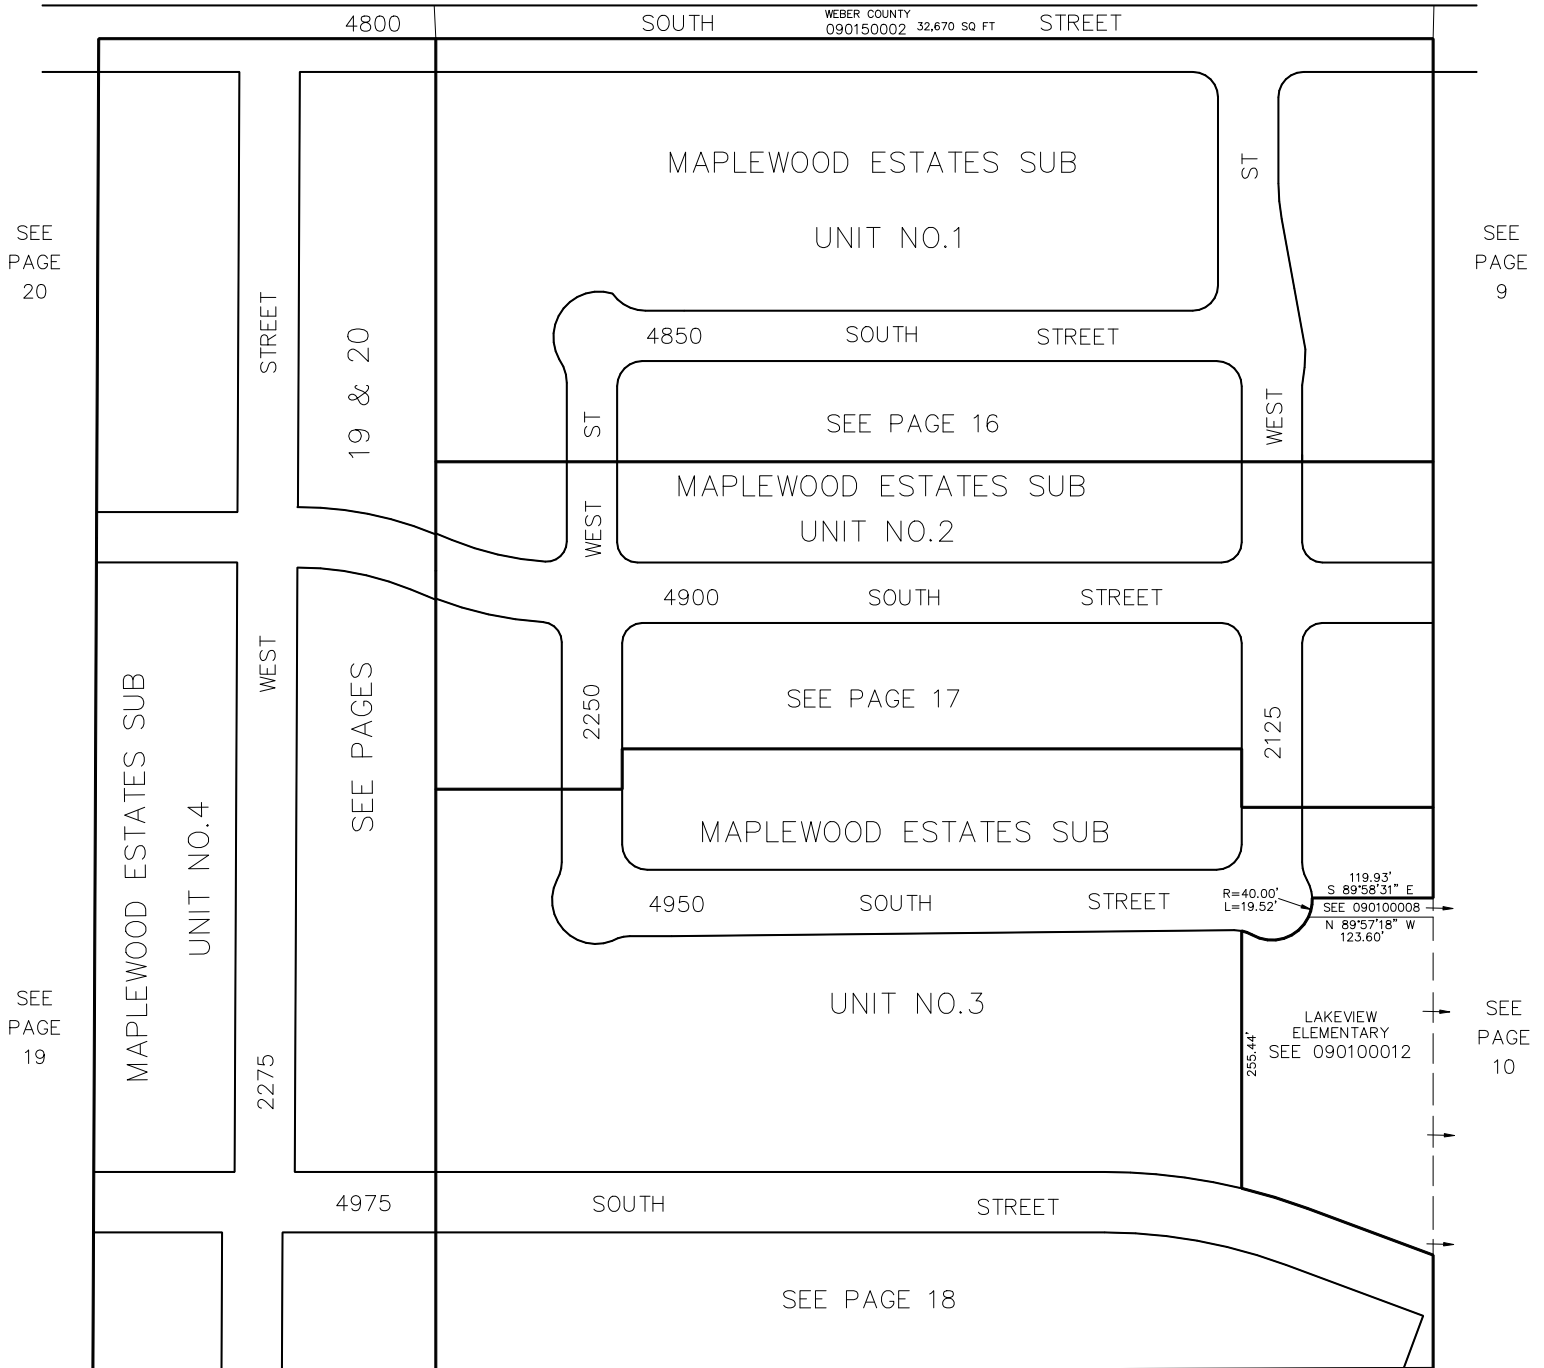 WEBER COUNTY
4800 SOUTH 090150002 32,670 SQ FT STREET
MAPLEWOOD ESTATES SUB
ST
UNIT NO.1
SEE
PAGE
20
SEE
PAGE
9
STREET
19 & 20
4850 SOUTH STREET
ST
SEE PAGE 16
WEST
MAPLEWOOD ESTATES SUB
UNIT NO.2
WEST
4900 SOUTH STREET
WEST
SEE PAGES
2250
SEE PAGE 17
2125
MAPLEWOOD ESTATES SUB
UNIT NO.4
MAPLEWOOD ESTATES SUB
4950 SOUTH STREET
R=40.00'
L=19.52'
119.93'
S 89°58'31" E
SEE 090100008
N 89°57'18" W
123.60'
UNIT NO.3
SEE
PAGE
19
2275
255.44'
LAKEVIEW
ELEMENTARY
SEE 090100012
SEE
PAGE
10
4975 SOUTH STREET
SEE PAGE 18